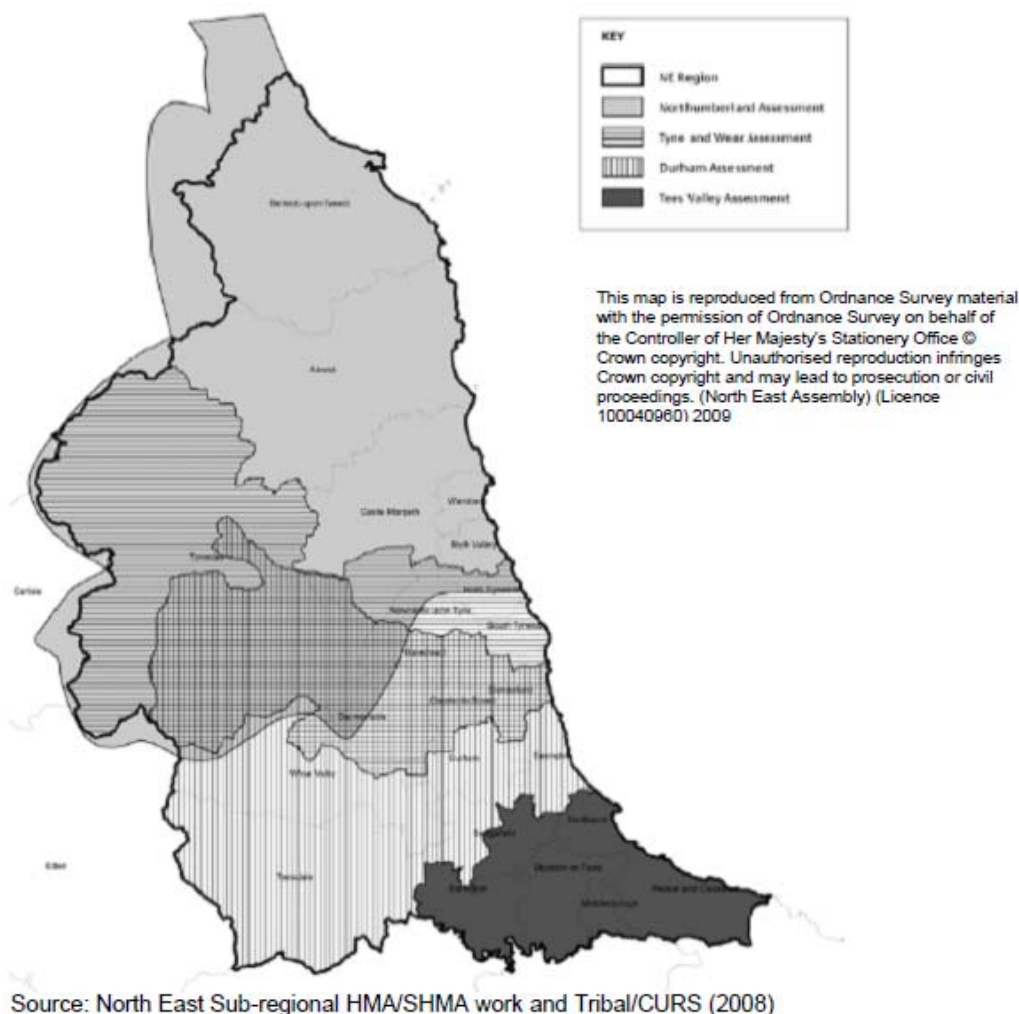 KEY
NE Region
Northumberland Assessment
Tyne and Wear Assessment
Durham Assessment
Tees Valley Assessment
This map is reproduced from Ordnance Survey material
with the permission of Ordnance Survey on behalf of
the Controller of Her Majesty's Stationery Office ©
Crown copyright. Unauthorised reproduction infringes
Crown copyright and may lead to prosecution or civil
proceedings. (North East Assembly) (Licence
100040960) 2009
Berwick-upon-Tweed
Alnwick
Castle Morpeth
Wansbeck
Blyth Valley
Tynedale
Carlisle
North Tyneside
Newcastle upon Tyne
South Tyneside
Gateshead
Sunderland
Chester-le-Street
Derwentside
Durham
Easington
Wear Valley
Hartlepool
Sedgefield
Eden
Stockton-on-Tees
Teesdale
Darlington
Redcar and Cleveland
Middlesbrough
Source: North East Sub-regional HMA/SHMA work and Tribal/CURS (2008)